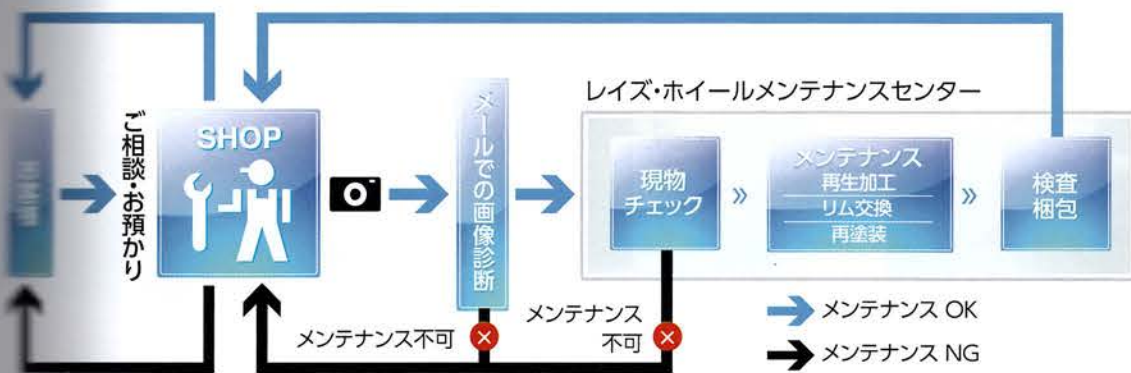 レイズ・ホイールメンテナンスセンター
ご相談・お預かり
SHOP
メールでの画像診断
現物
チェック
»
メンテナンス
再生加工
リム交換
再塗装
»
検査
梱包
メンテナンス不可
メンテナンス
不可
メンテナンス OK
メンテナンス NG